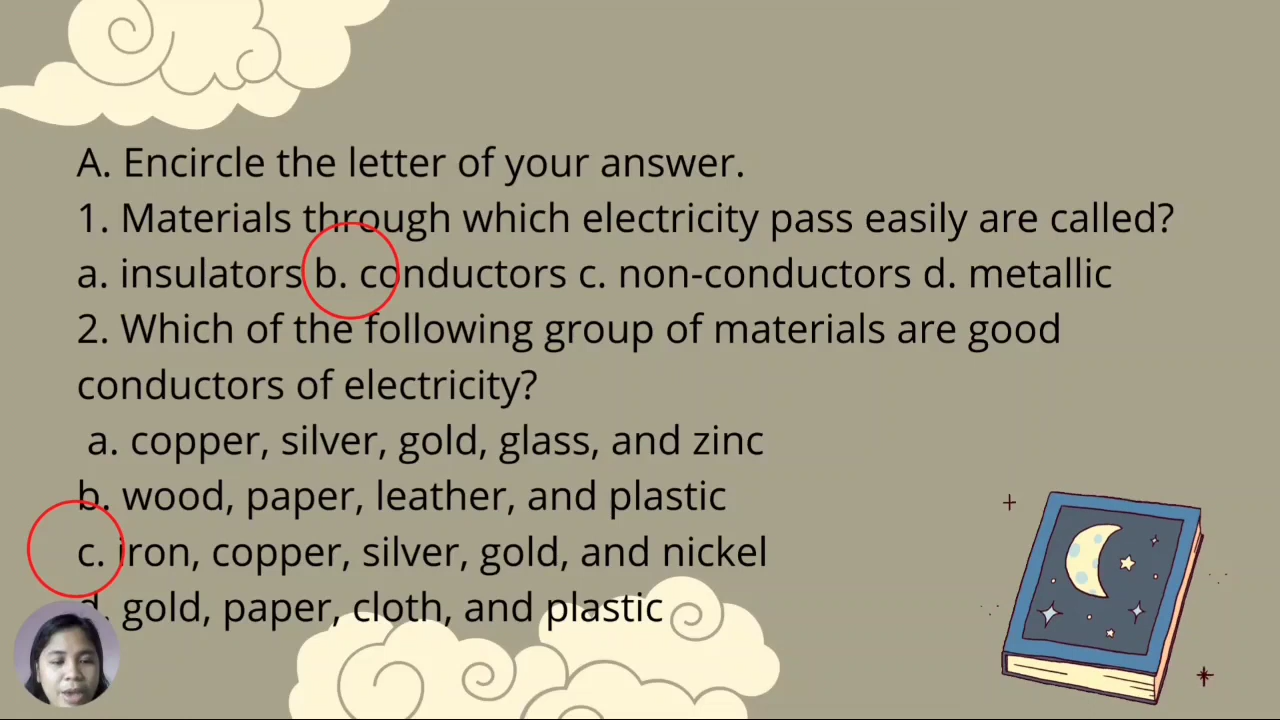 A. Encircle the letter of your answer.
1. Materials through which electricity pass easily are called?
a. insulators b. conductors c. non-conductors d. metallic
2. Which of the following group of materials are good
conductors of electricity?
a. copper, silver, gold, glass, and zinc
b. wood, paper, leather, and plastic
c. iron, copper, silver, gold, and nickel
d. gold, paper, cloth, and plastic